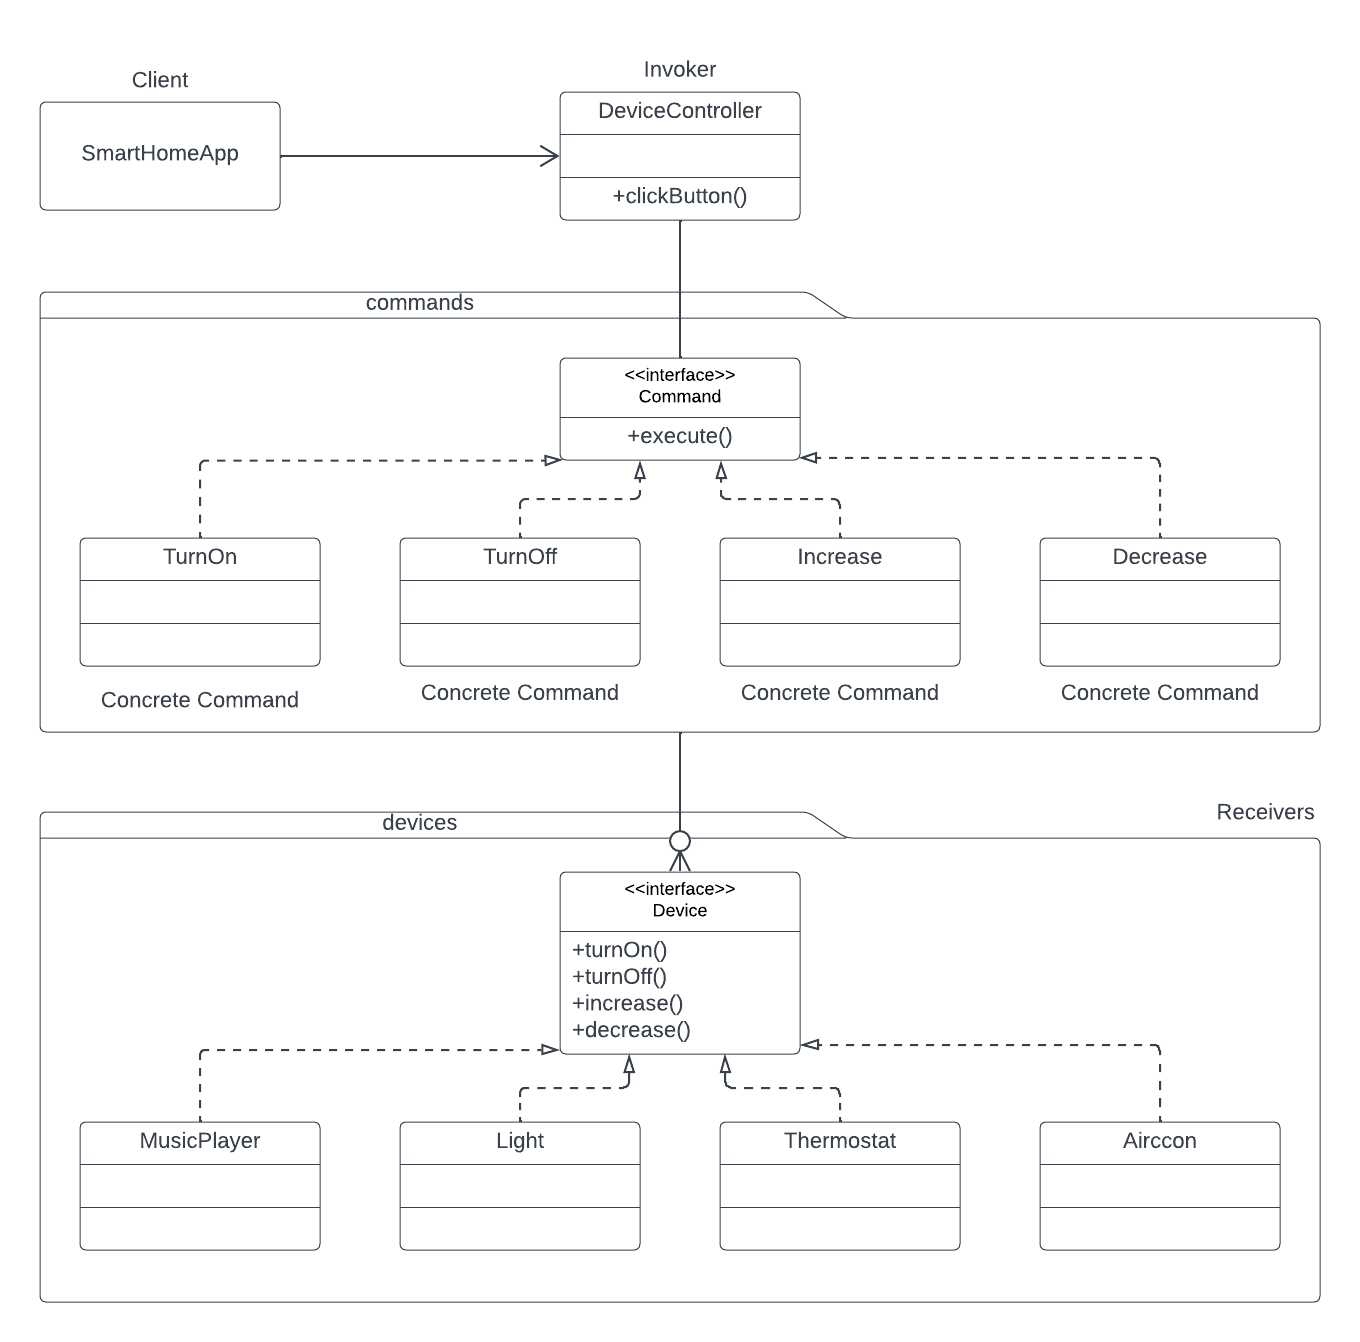 Client
Invoker
SmartHomeApp
DeviceController
+clickButton()
commands
<<interface>>
Command
+execute()
TurnOn
TurnOff
Increase
Decrease
Concrete Command
Concrete Command
Concrete Command
Concrete Command
Receivers
devices
<<interface>>
Device
+turnOn()
+turnOff()
+increase()
+decrease()
MusicPlayer
Light
Thermostat
Airccon